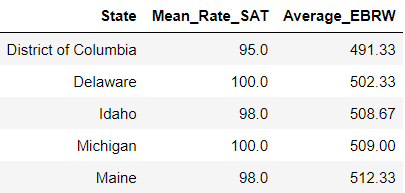 State Mean_Rate_SAT Average_EBRW
District of Columbia 95.0 491.33
Delaware 100.0 502.33
Idaho 98.0 508.67
Michigan 100.0 509.00
Maine 98.0 512.33